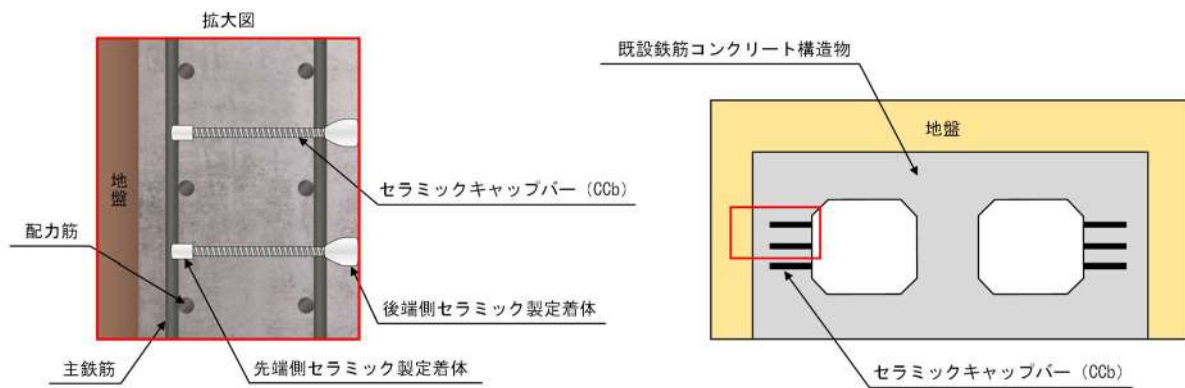 拡大図
地盤
セラミックキャップバー（CCb）
配力筋
後端側セラミック製定着体
主鉄筋
先端側セラミック製定着体
既設鉄筋コンクリート構造物
地盤
セラミックキャップバー（CCb）